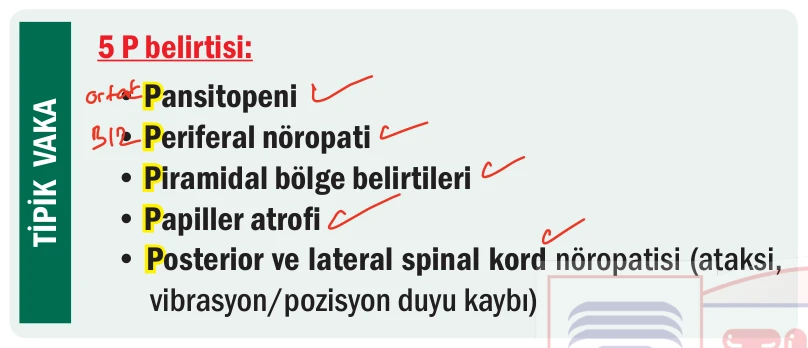 TİPİK VAKA
5 P belirtisi:
ortak • Pansitopeni
B12 • Periferal nöropati
• Piramidal bölge belirtileri
• Papiller atrofi
• Posterior ve lateral spinal kord nöropatisi (ataksi,
vibrasyon/pozisyon duyu kaybı)